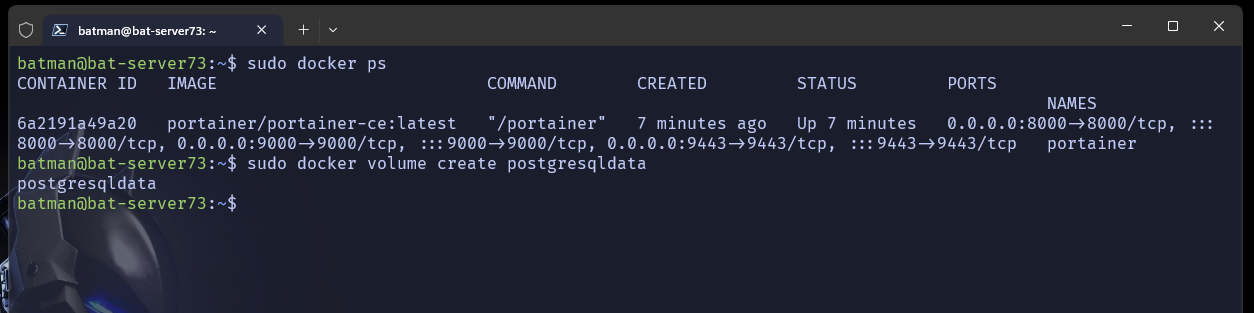 batman@bat-server73: ~
batman@bat-server73:~$ sudo docker ps
CONTAINER ID   IMAGE                           COMMAND        CREATED         STATUS         PORTS
                                                                                                       NAMES
6a2191a49a20   portainer/portainer-ce:latest   "/portainer"   7 minutes ago   Up 7 minutes   0.0.0.0:8000->8000/tcp, :::
8000->8000/tcp, 0.0.0.0:9000->9000/tcp, :::9000->9000/tcp, 0.0.0.0:9443->9443/tcp, :::9443->9443/tcp   portainer
batman@bat-server73:~$ sudo docker volume create postgresqldata
postgresqldata
batman@bat-server73:~$